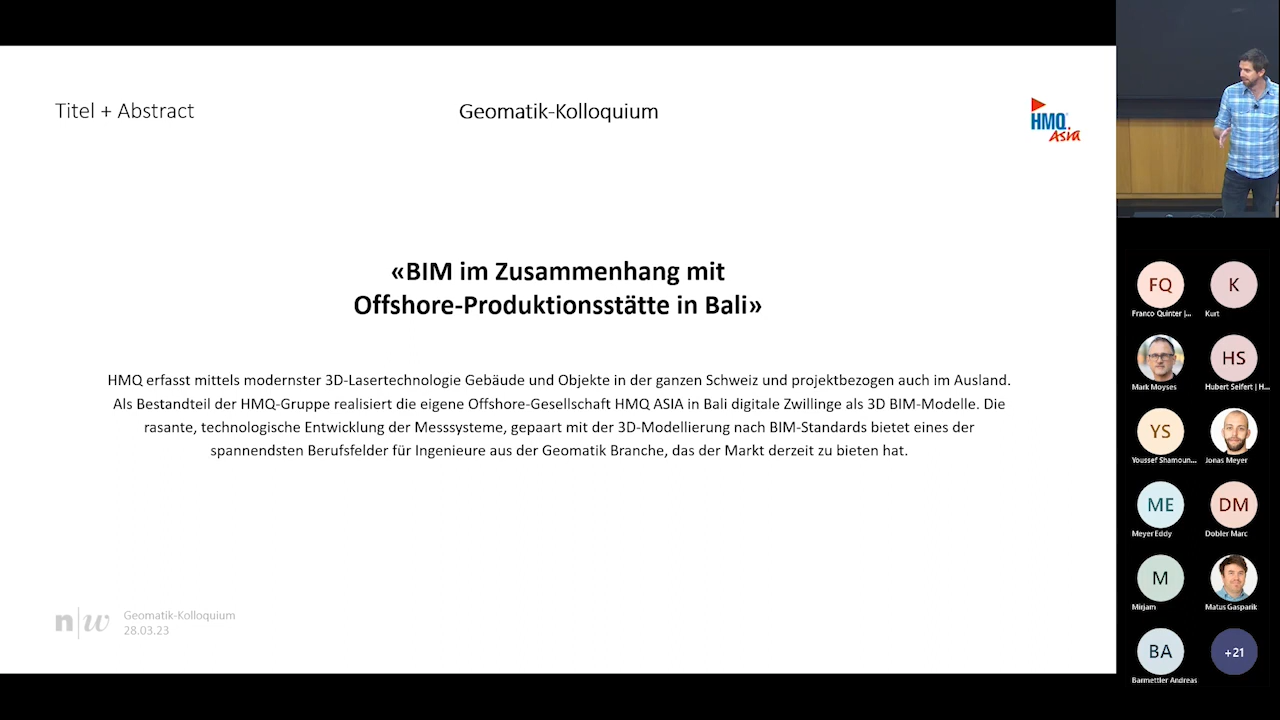 Titel + Abstract
Geomatik-Kolloquium
HMQ
Asia
«BIM im Zusammenhang mit
Offshore-Produktionsstätte in Bali»
HMQ erfasst mittels modernster 3D-Lasertechnologie Gebäude und Objekte in der ganzen Schweiz und projektbezogen auch im Ausland.
Als Bestandteil der HMQ-Gruppe realisiert die eigene Offshore-Gesellschaft HMQ ASIA in Bali digitale Zwillinge als 3D BIM-Modelle. Die
rasante, technologische Entwicklung der Messsysteme, gepaart mit der 3D-Modellierung nach BIM-Standards bietet eines der
spannendsten Berufsfelder für Ingenieure aus der Geomatik Branche, das der Markt derzeit zu bieten hat.
n|w
Geomatik-Kolloquium
28.03.23
FQ
Franco Quinter |...
K
Kurt
Mark Moyses
HS
Hubert Seifert | H...
YS
Youssef Shamoun...
Jonas Meyer
ME
Meyer Eddy
DM
Dobler Marc
M
Mirjam
Matus Gasparik
BA
Barmettler Andreas
+21